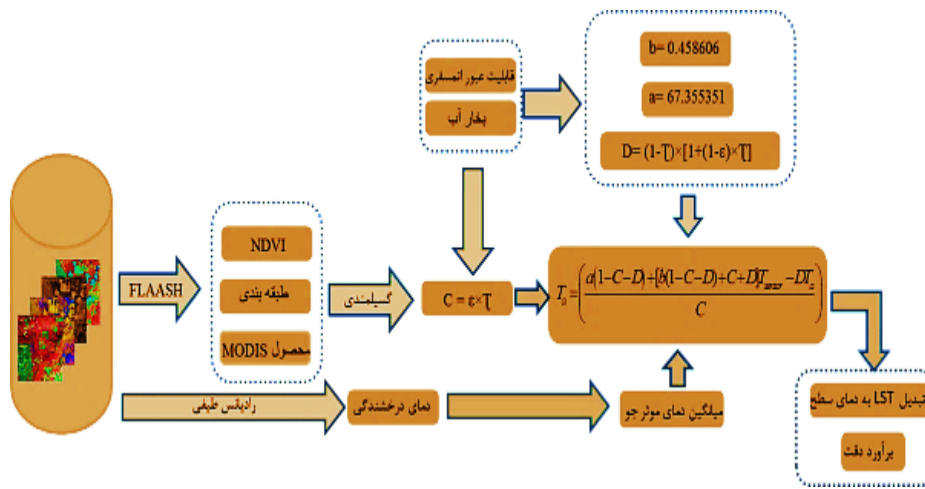 b= 0.458606
قابلیت عبور اتمسفری
a= 67.355351
بخار آب
D= (1-τ)×[1+(1-ε)×τ]
NDVI
FLAASH
طبقه بندی
گسیلمندی
C = ε×τ
محصول MODIS
رادیانس طیفی
دمای درخشندگی
میانگین دمای موثر جو
تبدیل LST به دمای سطح
برآورد دقت